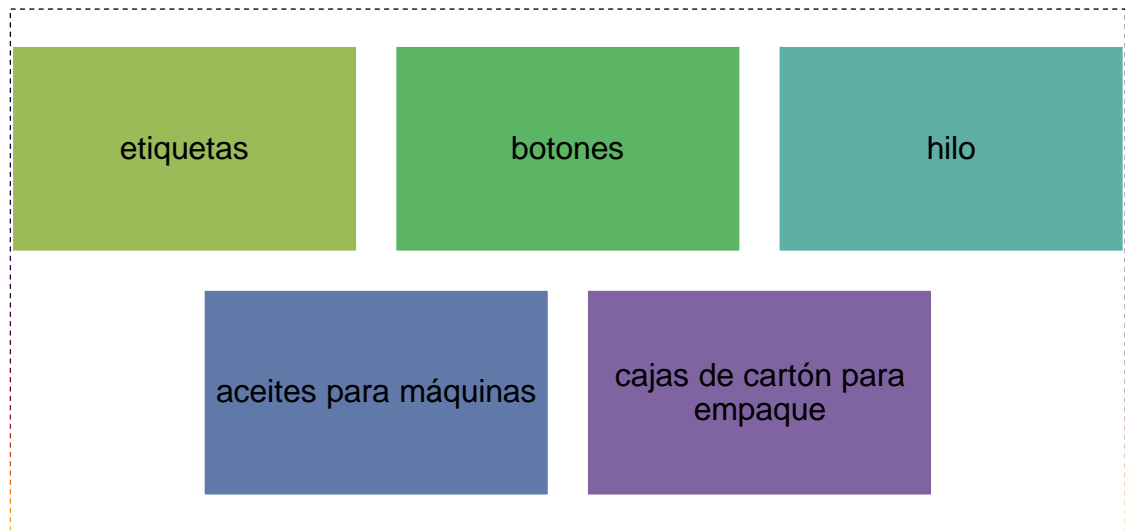 etiquetas
botones
hilo
aceites para máquinas
cajas de cartón para
empaque